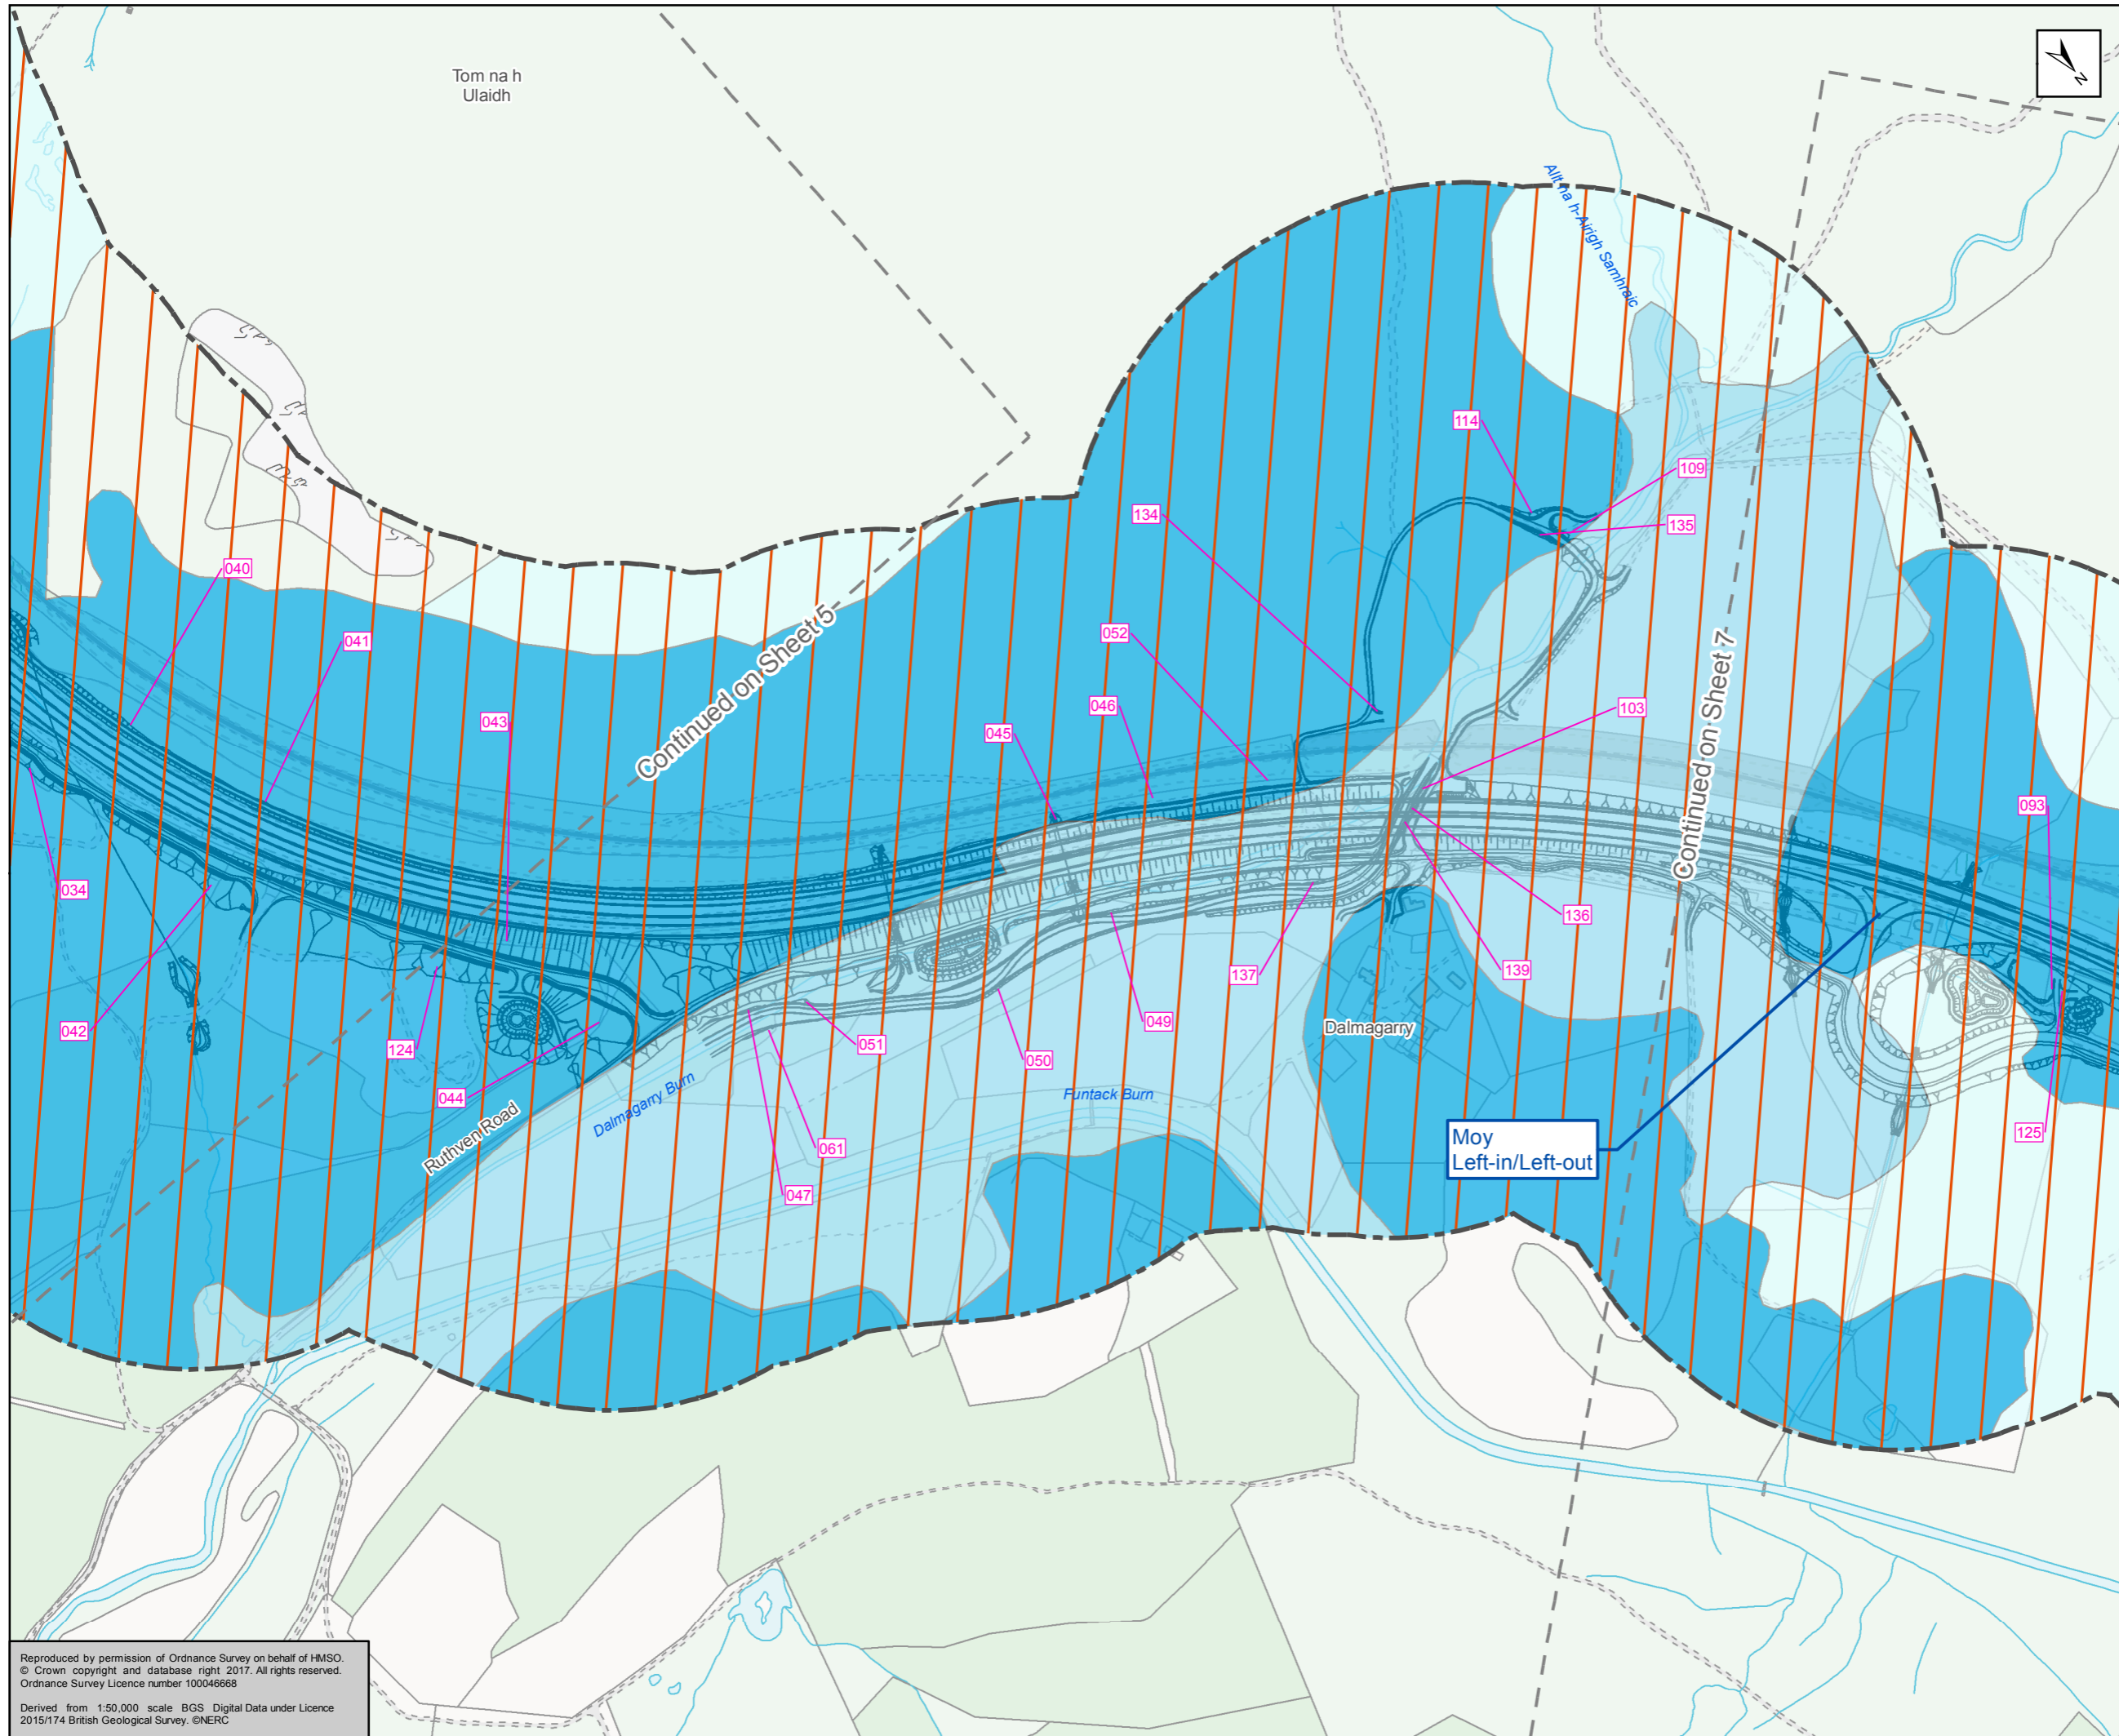 Tom na h
Ulaidh
N
Allt na h-Airigh Samhraic
114
109
134
135
040
052
041
046
103
043
045
Continued on Sheet 5
Continued on Sheet 7
093
034
136
139
137
042
049
Dalmagarry
051
124
050
044
Funtack Burn
Dalmagarry Burn
Ruthven Road
061
047
125
Moy
Left-in/Left-out
Reproduced by permission of Ordnance Survey on behalf of HMSO.
© Crown copyright and database right 2017. All rights reserved.
Ordnance Survey Licence number 100046668
Derived from 1:50,000 scale BGS Digital Data under Licence
2015/174 British Geological Survey. ©NERC